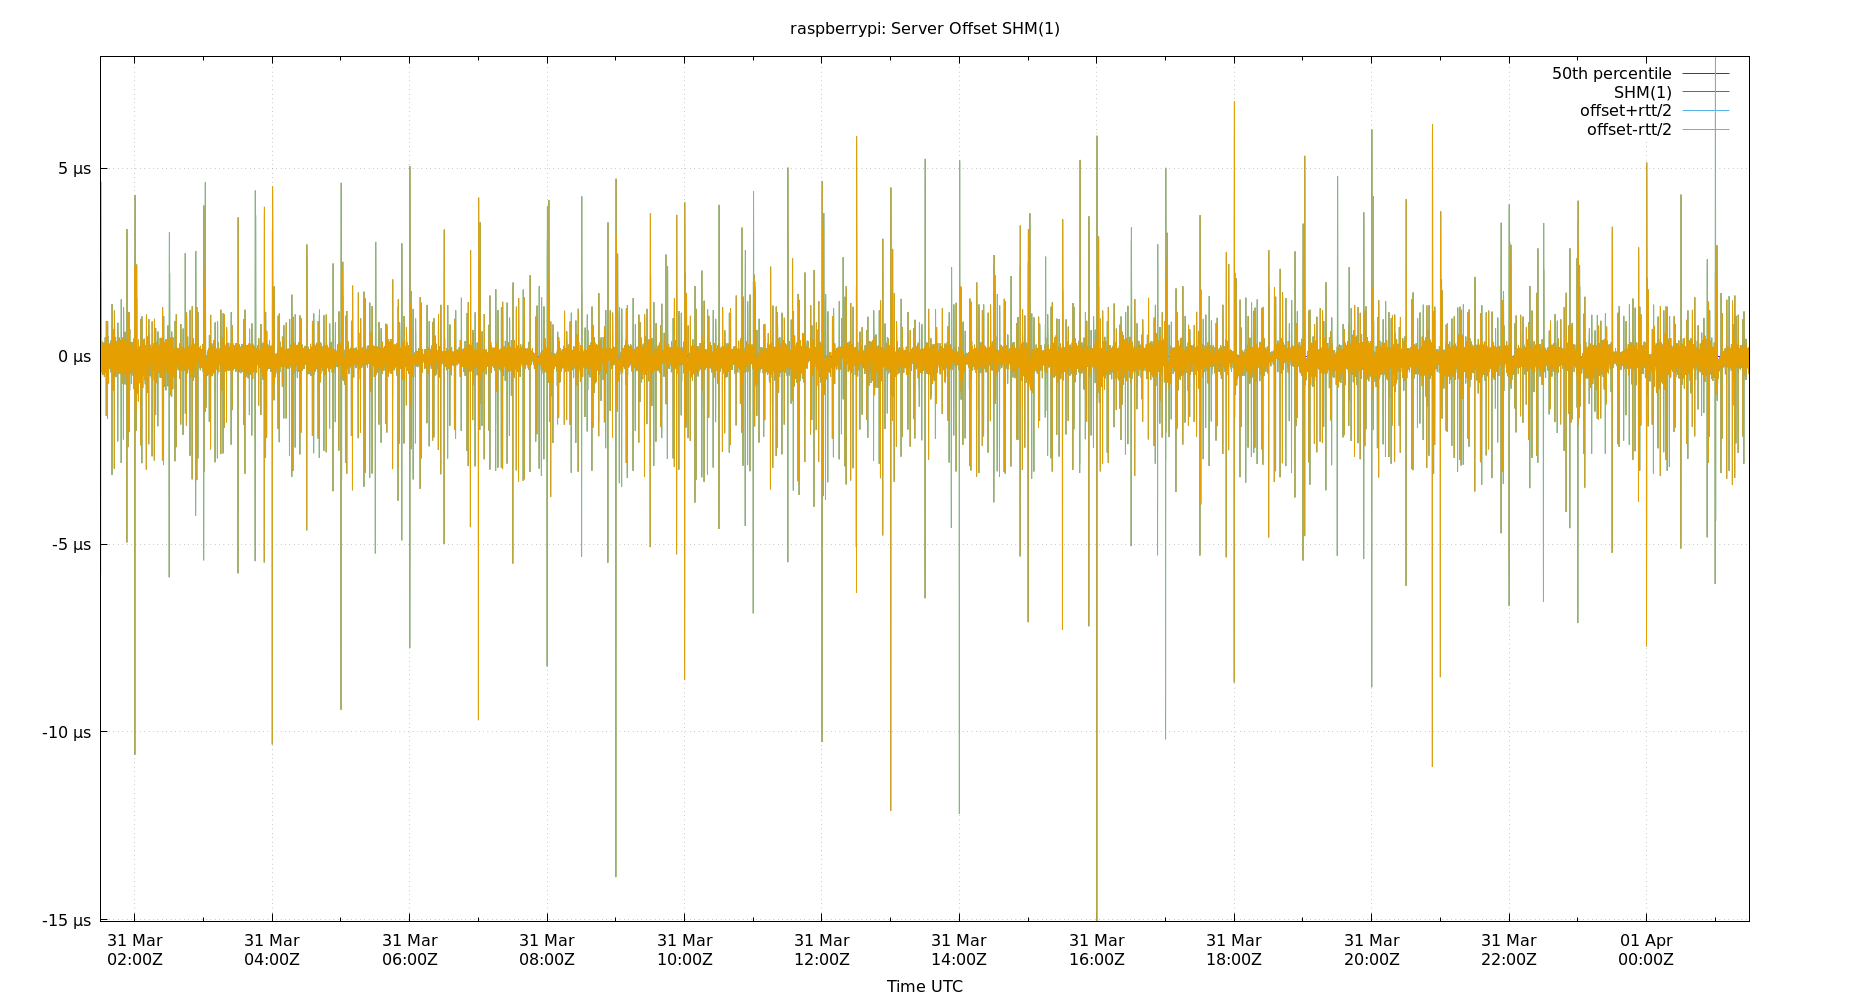 raspberrypi: Server Offset SHM(1)
50th percentile
SHM(1)
offset+rtt/2
offset-rtt/2
5 µs
0 µs
-5 µs
-10 µs
-15 µs
31 Mar 31 Mar 31 Mar 31 Mar 31 Mar 31 Mar 31 Mar 31 Mar 31 Mar 31 Mar 31 Mar 01 Apr
02:00Z 04:00Z 06:00Z 08:00Z 10:00Z 12:00Z 14:00Z 16:00Z 18:00Z 20:00Z 22:00Z 00:00Z
Time UTC